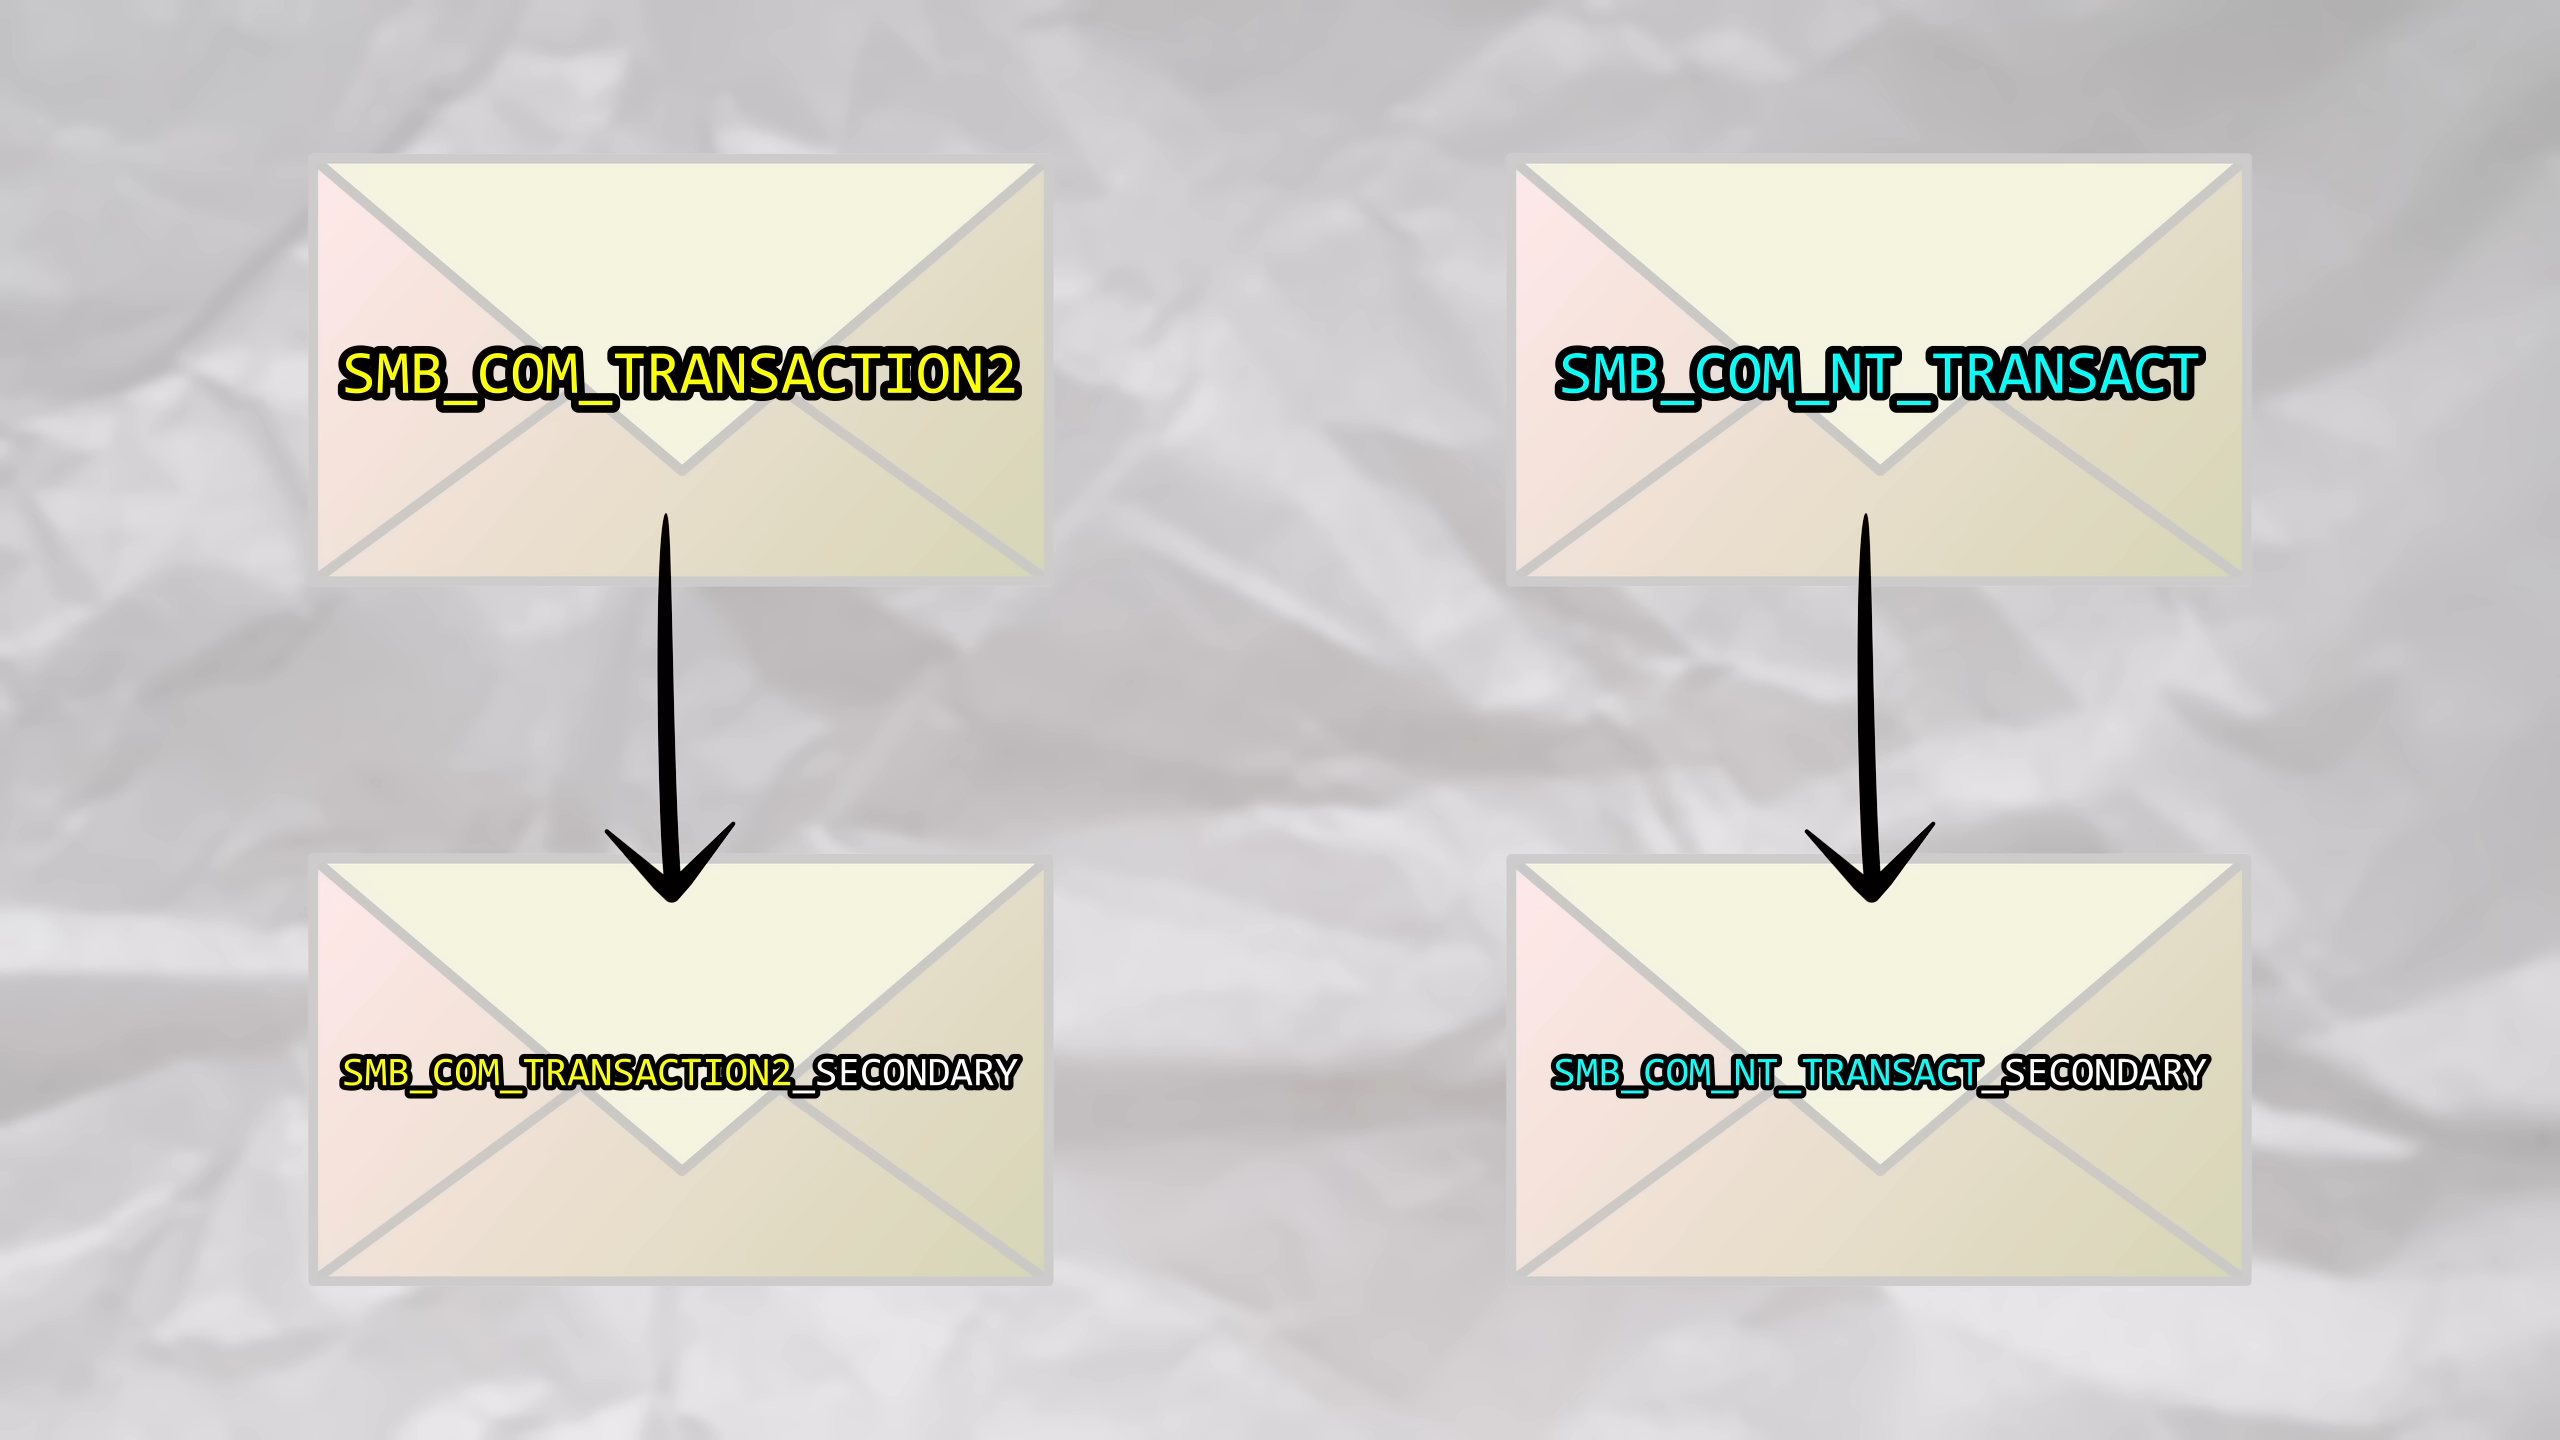 SMB_COM_TRANSACTION2
SMB_COM_NT_TRANSACT
SMB_COM_TRANSACTION2_SECONDARY
SMB_COM_NT_TRANSACT_SECONDARY